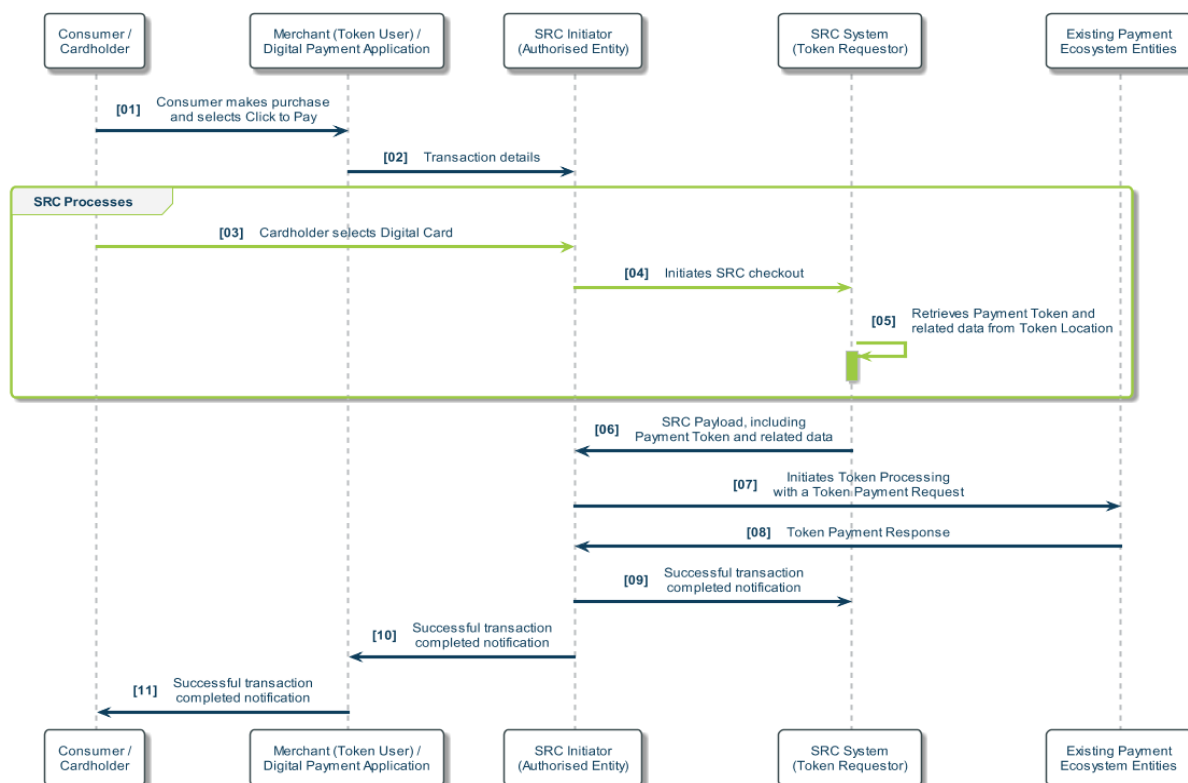 Consumer /
Cardholder
Merchant (Token User) /
Digital Payment Application
SRC Initiator
(Authorised Entity)
SRC System
(Token Requestor)
Existing Payment
Ecosystem Entities
[01] Consumer makes purchase
and selects Click to Pay
[02] Transaction details
SRC Processes
[03] Cardholder selects Digital Card
[04] Initiates SRC checkout
[05] Retrieves Payment Token and
related data from Token Location
[06] SRC Payload, including
Payment Token and related data
[07] Initiates Token Processing
with a Token Payment Request
[08] Token Payment Response
[09] Successful transaction
completed notification
[10] Successful transaction
completed notification
[11] Successful transaction
completed notification
Consumer /
Cardholder
Merchant (Token User) /
Digital Payment Application
SRC Initiator
(Authorised Entity)
SRC System
(Token Requestor)
Existing Payment
Ecosystem Entities